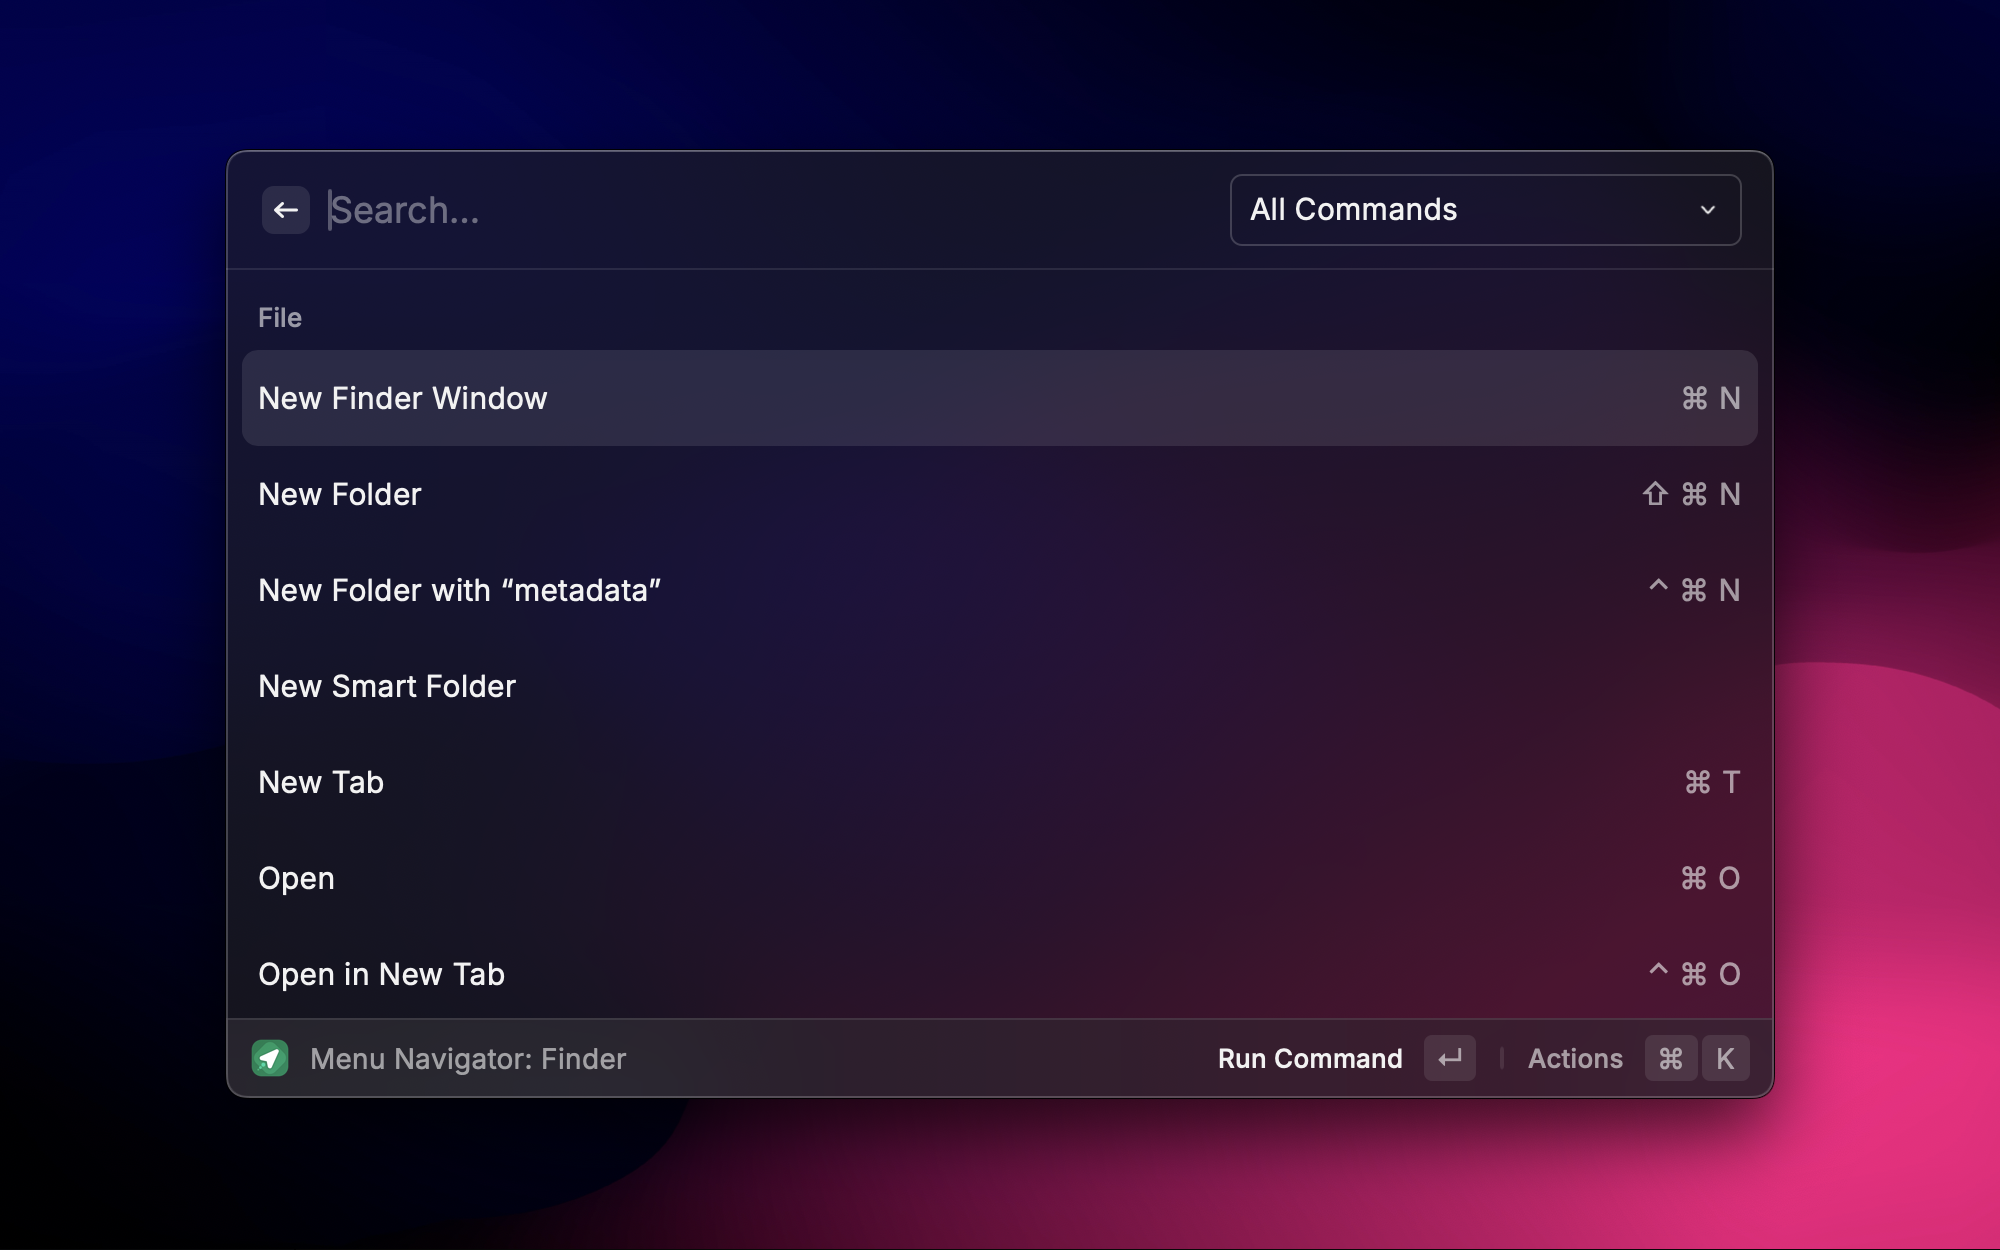 Search...
All Commands
File
New Finder Window ⌘ N
New Folder ⇧ ⌘ N
New Folder with “metadata” ^ ⌘ N
New Smart Folder
New Tab ⌘ T
Open ⌘ O
Open in New Tab ^ ⌘ O
Menu Navigator: Finder Run Command ↵ Actions ⌘ K